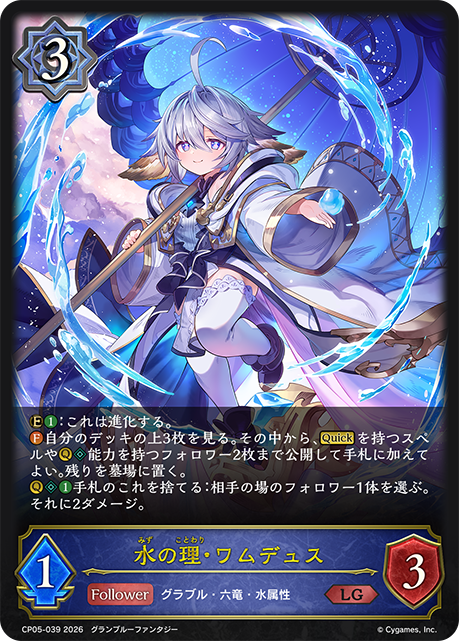 3
E 1：これは進化する。
F 自分のデッキの上3枚を見る。その中から、Quick を持つスペ
ルやQ◇能力を持つフォロワー2枚まで公開して手札に加えて
よい。残りを墓場に置く。
Q◇1手札のこれを捨てる：相手の場のフォロワー1体を選ぶ。
それに2ダメージ。
みず ことわり
水の理・ワムデュス
1
Follower グラブル・六竜・水属性 LG
3
CP05-039 2026 グランブルーファンタジー © Cygames, Inc.